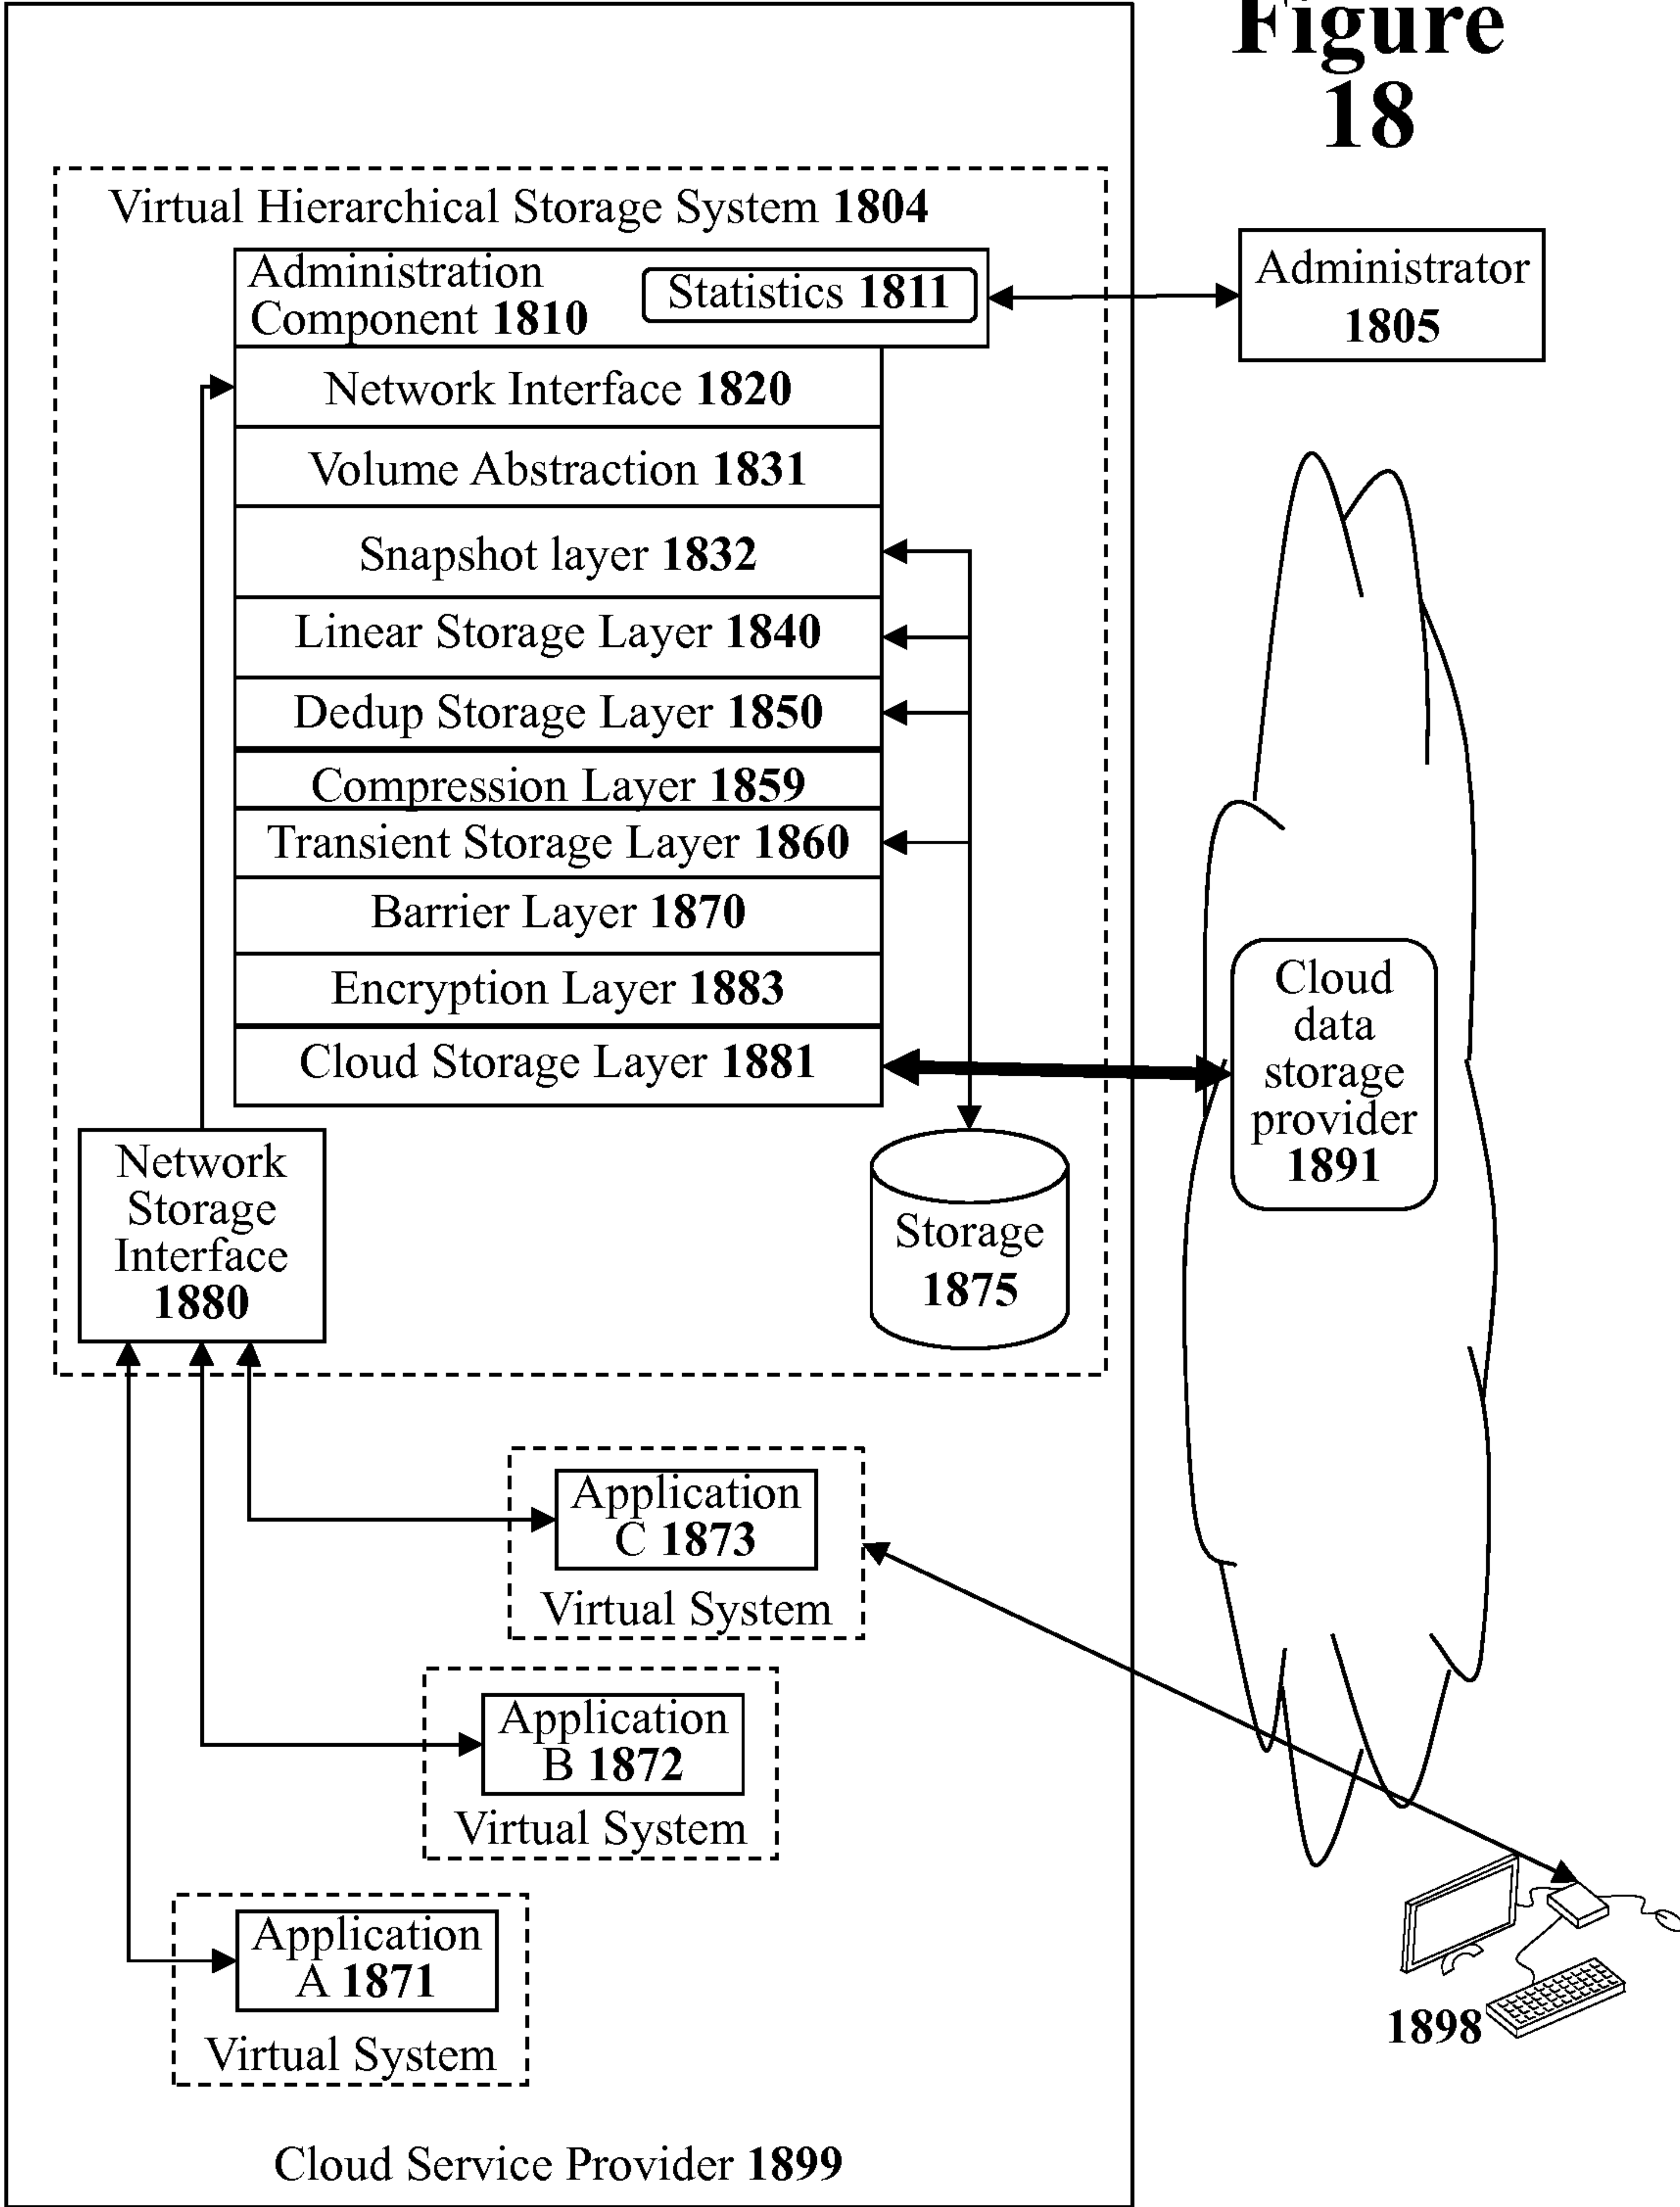 Figure
18
Virtual Hierarchical Storage System 1804
Administration
Component 1810
Statistics 1811
Administrator
1805
Network Interface 1820
Volume Abstraction 1831
Snapshot layer 1832
Linear Storage Layer 1840
Dedup Storage Layer 1850
Compression Layer 1859
Transient Storage Layer 1860
Barrier Layer 1870
Encryption Layer 1883
Cloud Storage Layer 1881
Cloud
data
storage
provider
1891
Network
Storage
Interface
1880
Storage
1875
Application
C 1873
Virtual System
Application
B 1872
Virtual System
Application
A 1871
Virtual System
1898
Cloud Service Provider 1899